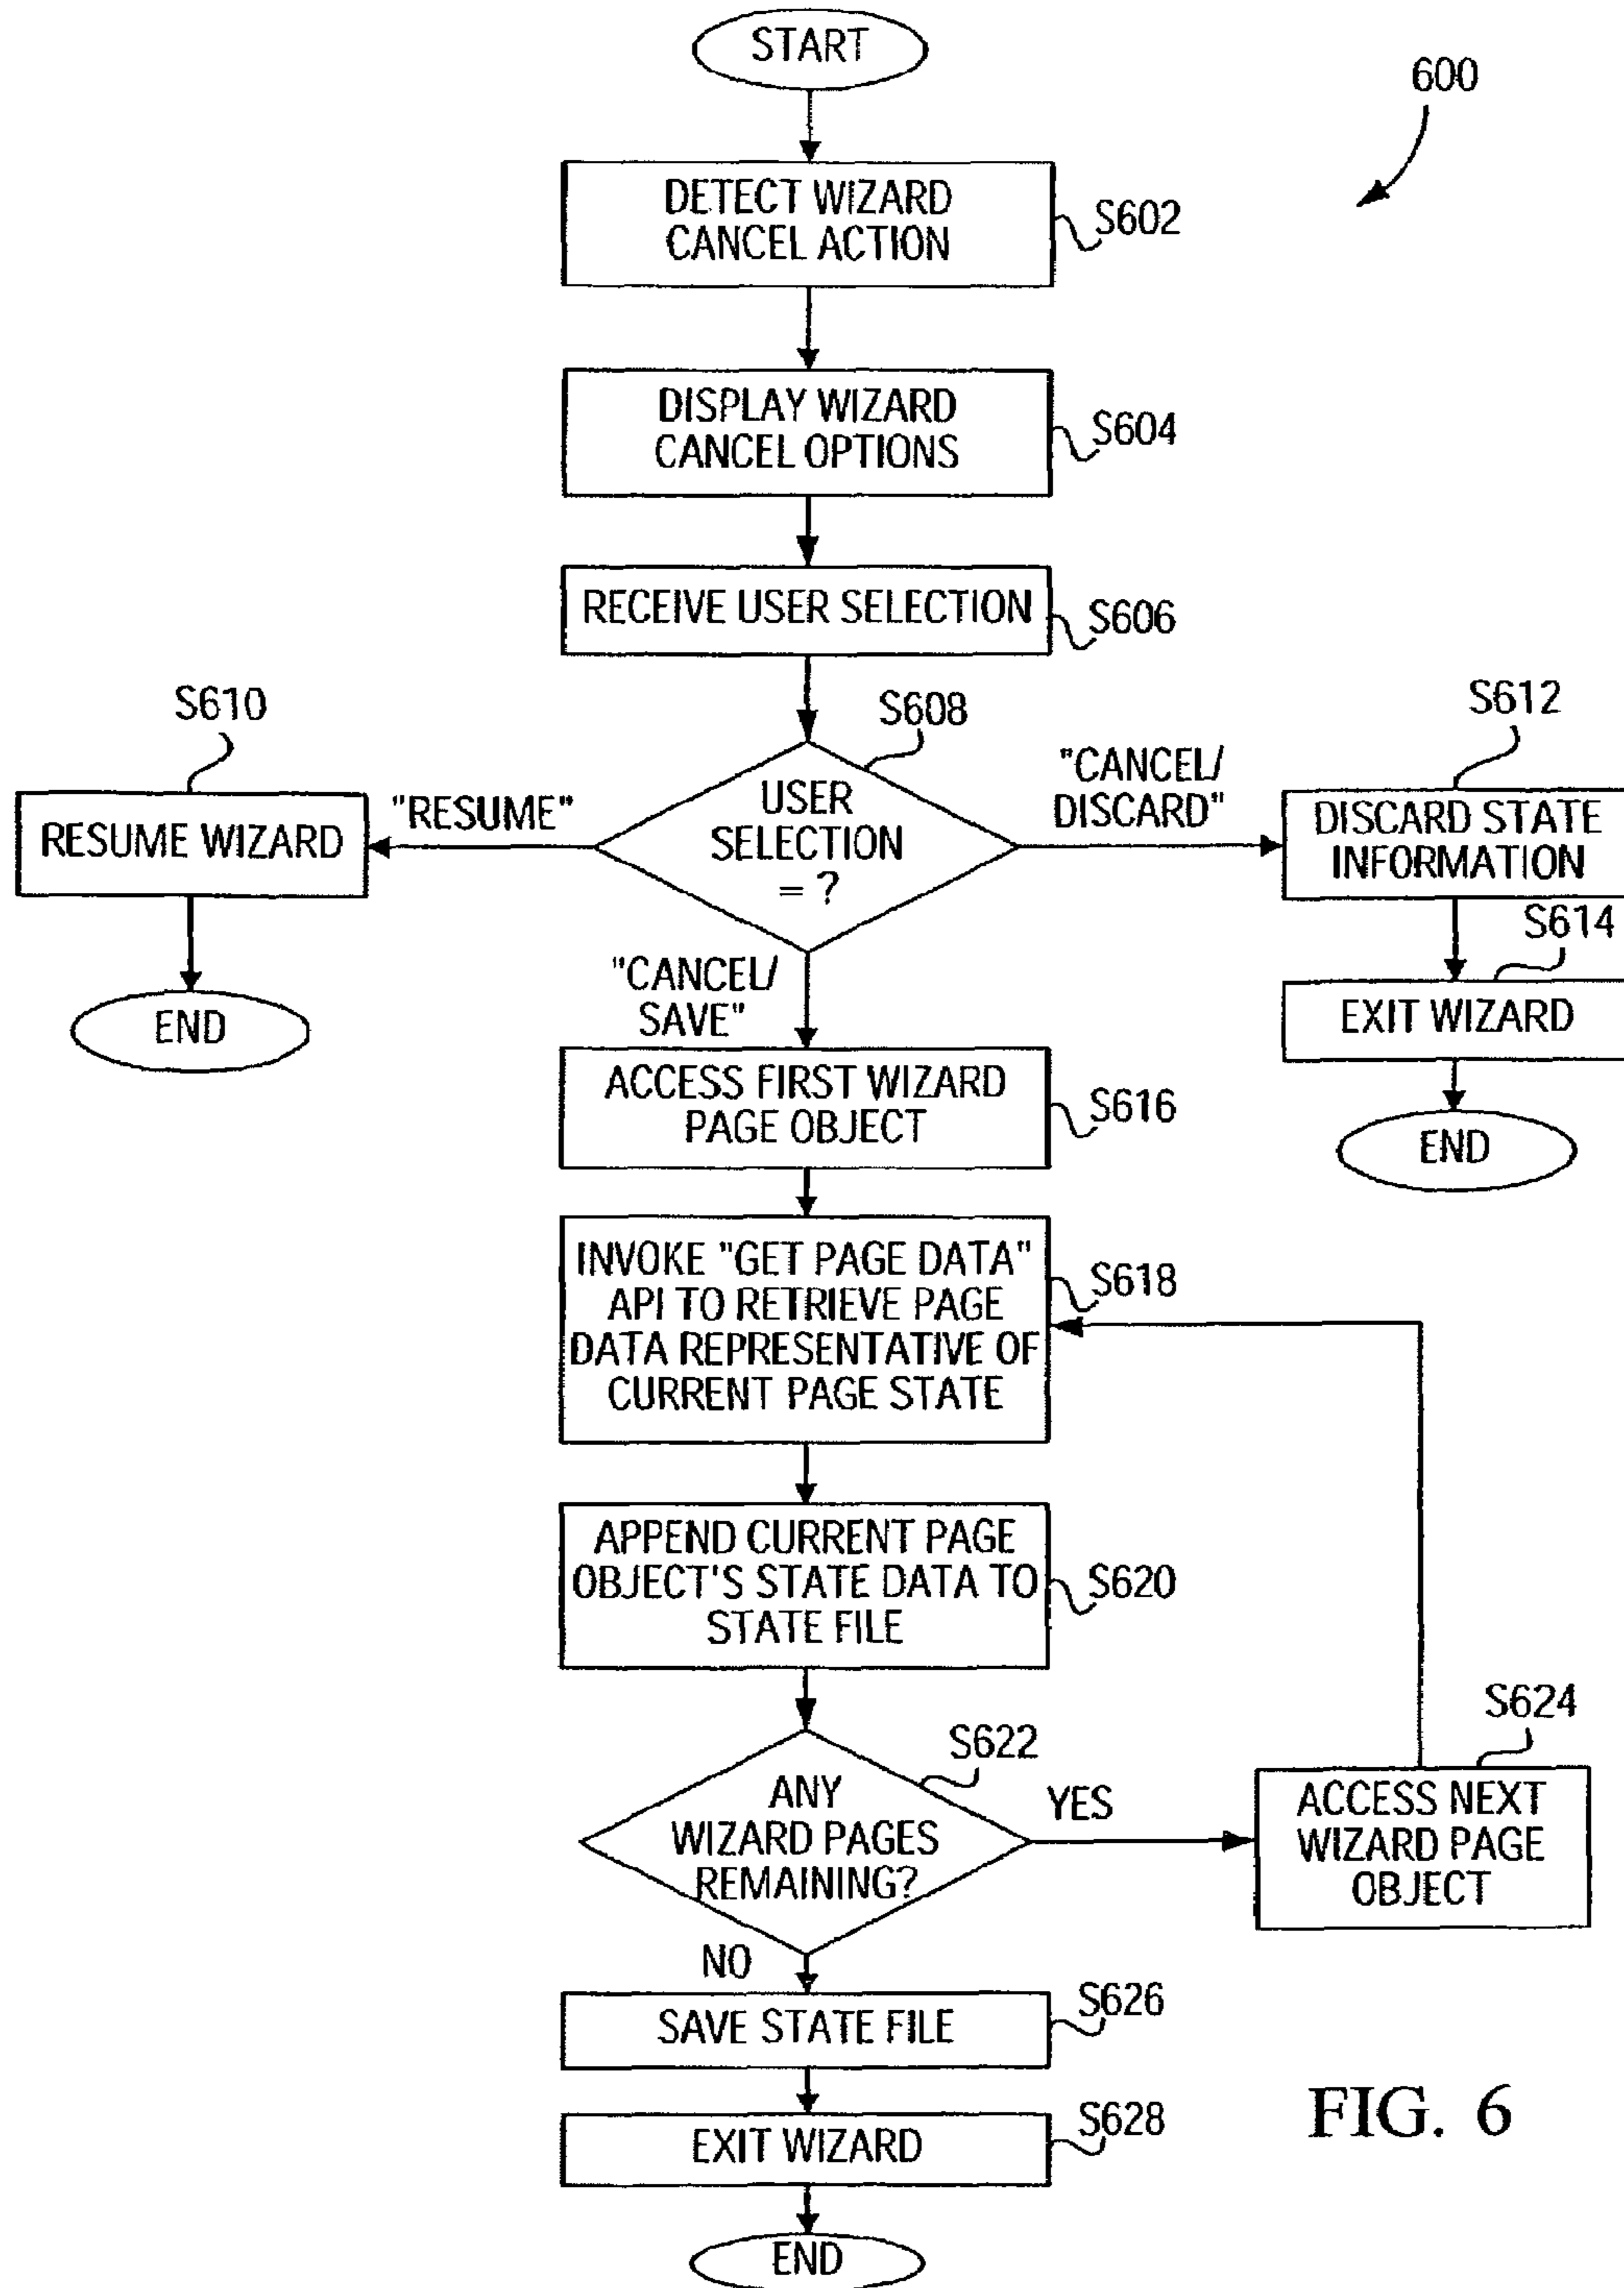 START
600
DETECT WIZARD
CANCEL ACTION
S602
DISPLAY WIZARD
CANCEL OPTIONS
S604
RECEIVE USER SELECTION
S606
S610
S608
S612
RESUME WIZARD
"RESUME"
USER
SELECTION
= ?
"CANCEL/
DISCARD"
DISCARD STATE
INFORMATION
S614
END
"CANCEL/
SAVE"
EXIT WIZARD
END
ACCESS FIRST WIZARD
PAGE OBJECT
S616
INVOKE "GET PAGE DATA"
API TO RETRIEVE PAGE
DATA REPRESENTATIVE OF
CURRENT PAGE STATE
S618
APPEND CURRENT PAGE
OBJECT'S STATE DATA TO
STATE FILE
S620
S622
S624
ANY
WIZARD PAGES
REMAINING?
YES
ACCESS NEXT
WIZARD PAGE
OBJECT
NO
SAVE STATE FILE
S626
EXIT WIZARD
S628
END
FIG. 6